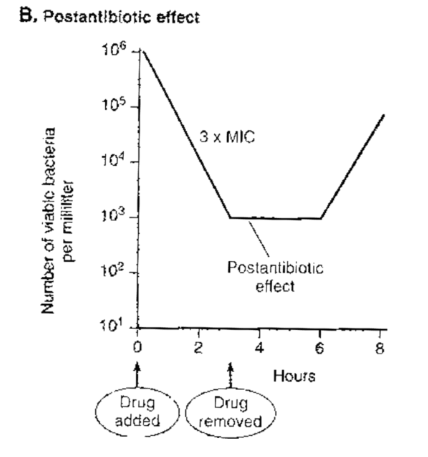 B. Postantibiotic effect
Number of viable bacteria
per milliliter
10⁶
10⁵
10⁴
10³
10²
10¹
3 x MIC
Postantibiotic
effect
0 2 4 6 8
Hours
Drug
added
Drug
removed